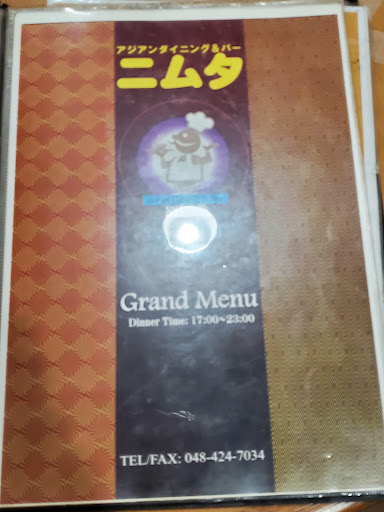 アジアンダイニング&バー
ニムタ
Grand Menu
Dinner Time: 17:00~23:00
TEL/FAX: 048-424-7034